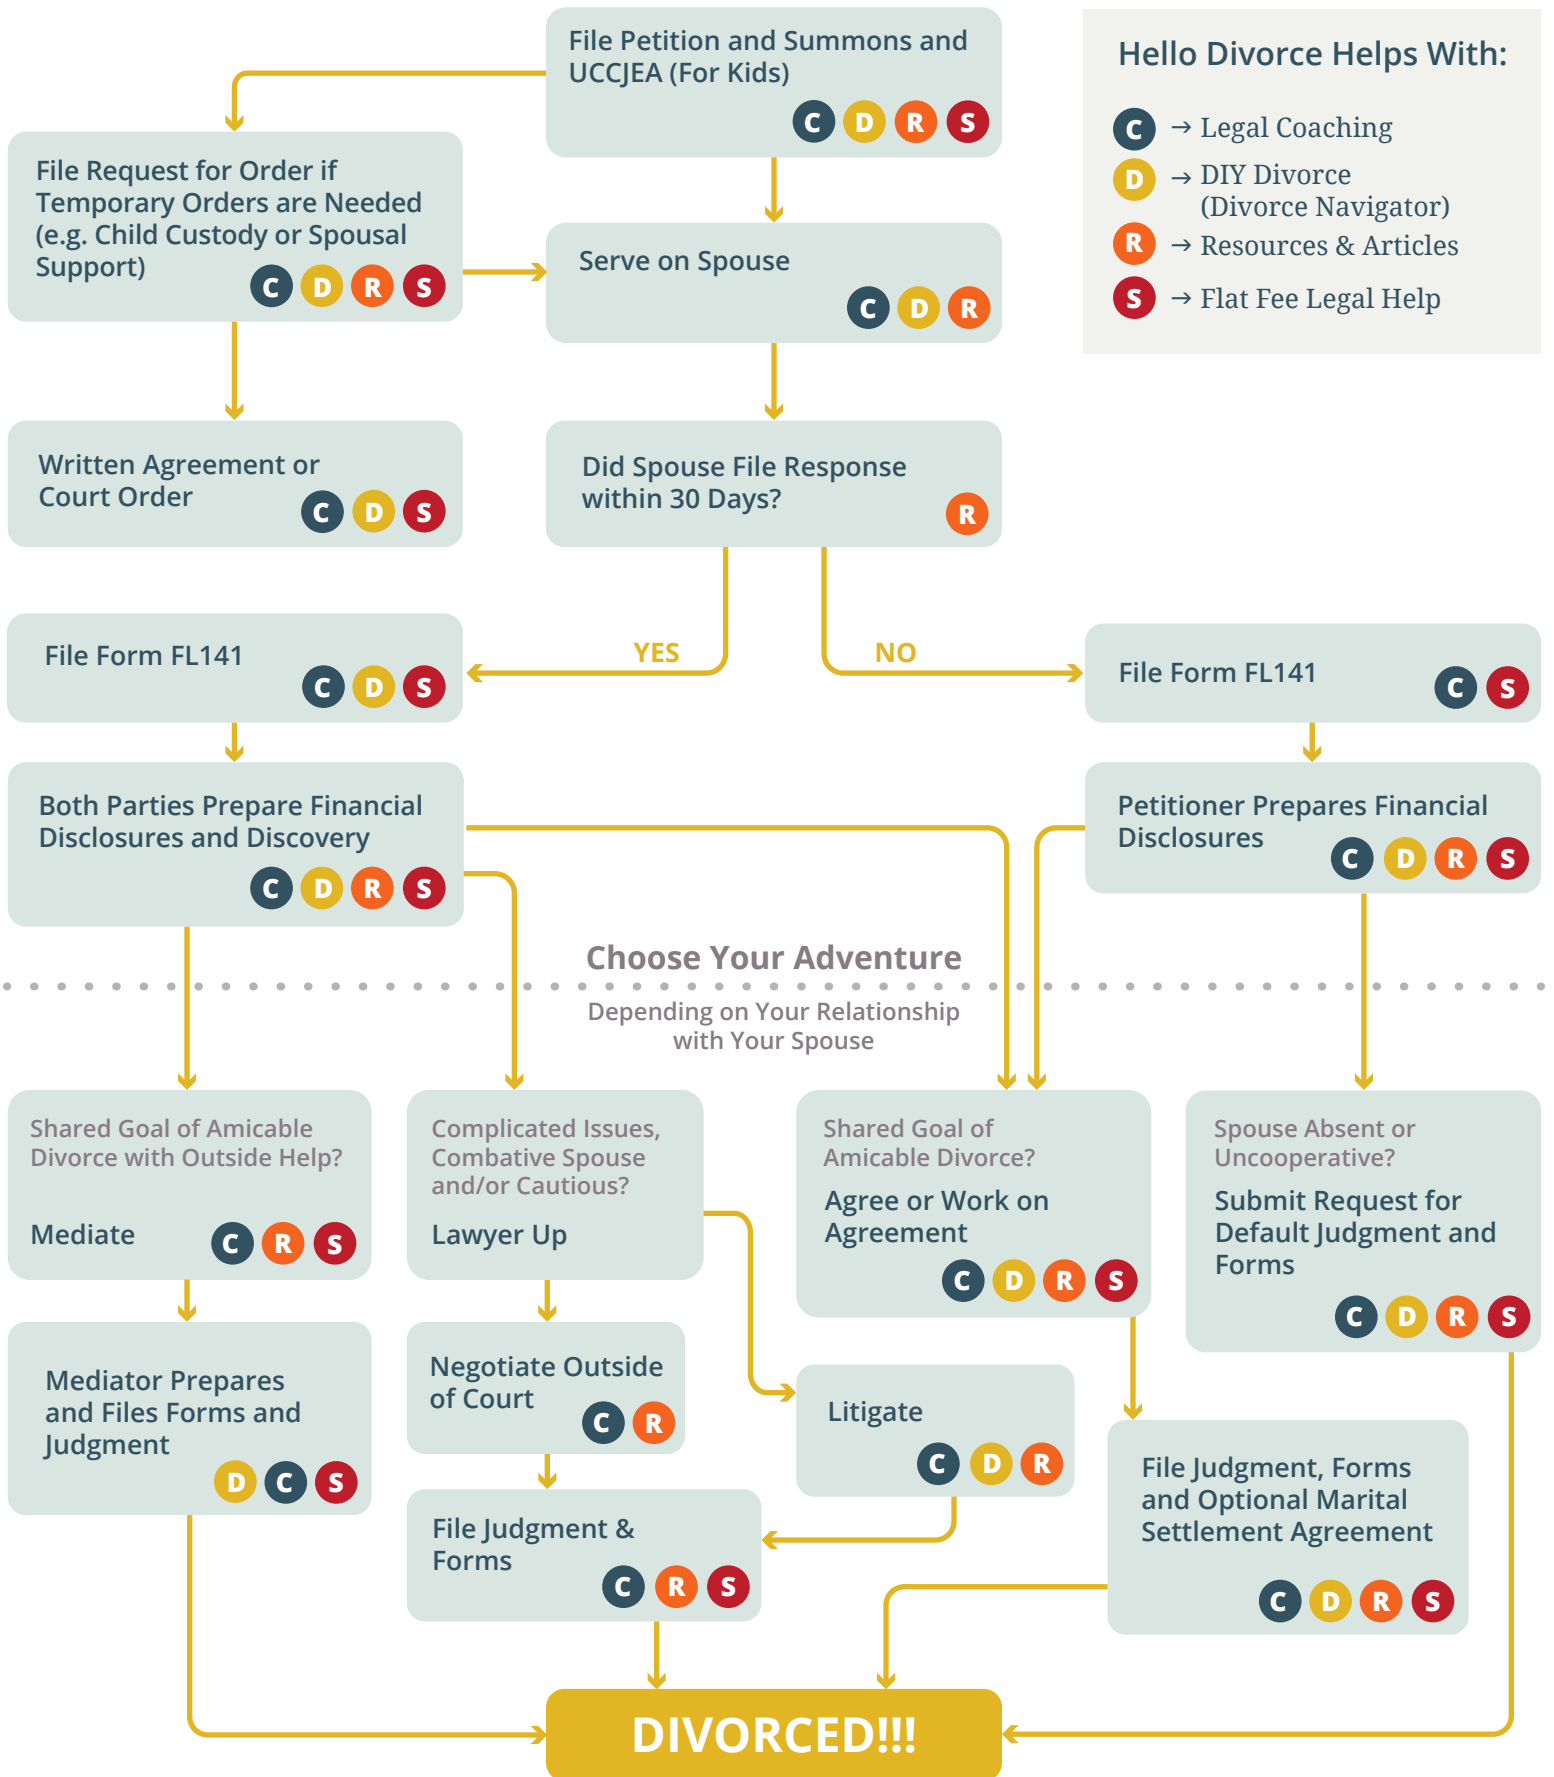 File Petition and Summons and
UCCJEA (For Kids)
C D R S
Hello Divorce Helps With:
C → Legal Coaching
D → DIY Divorce
(Divorce Navigator)
R → Resources & Articles
S → Flat Fee Legal Help
File Request for Order if
Temporary Orders are Needed
(e.g. Child Custody or Spousal
Support)
C D R S
Serve on Spouse
C D R
Written Agreement or
Court Order
C D S
Did Spouse File Response
within 30 Days?
R
YES
NO
File Form FL141
C D S
File Form FL141
C S
Both Parties Prepare Financial
Disclosures and Discovery
C D R S
Petitioner Prepares Financial
Disclosures
C D R S
Choose Your Adventure
Depending on Your Relationship
with Your Spouse
Shared Goal of Amicable
Divorce with Outside Help?
Mediate
C R S
Complicated Issues,
Combative Spouse
and/or Cautious?
Lawyer Up
Shared Goal of
Amicable Divorce?
Agree or Work on
Agreement
C D R S
Spouse Absent or
Uncooperative?
Submit Request for
Default Judgment and
Forms
C D R S
Mediator Prepares
and Files Forms and
Judgment
D C S
Negotiate Outside
of Court
C R
Litigate
C D R
File Judgment &
Forms
C R S
File Judgment, Forms
and Optional Marital
Settlement Agreement
C D R S
DIVORCED!!!